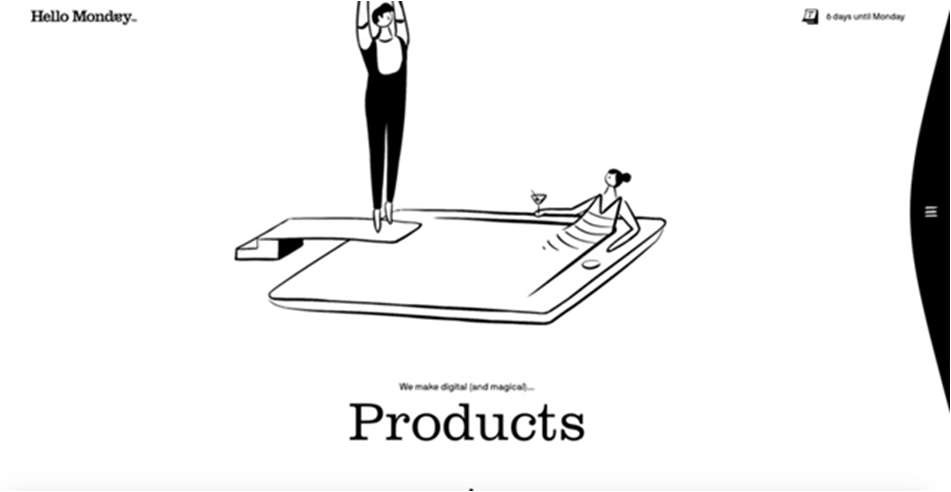 Hello Monday
6 days until Monday
We make digital (and magical)...
Products